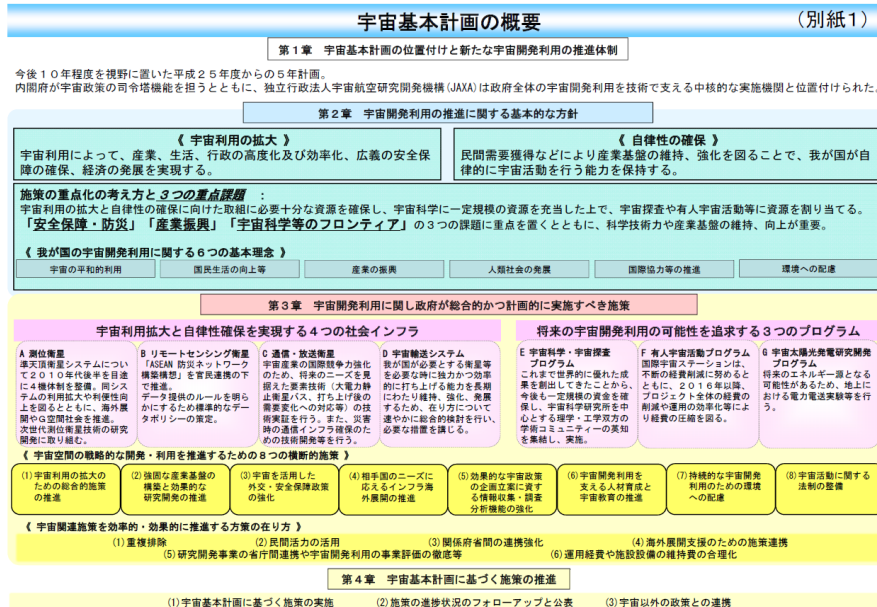 宇宙基本計画の概要
（別紙１）
第１章　宇宙基本計画の位置付けと新たな宇宙開発利用の推進体制
今後１０年程度を視野に置いた平成２５年度からの５年計画。
内閣府が宇宙政策の司令塔機能を担うとともに、独立行政法人宇宙航空研究開発機構(JAXA)は政府全体の宇宙開発利用を技術で支える中核的な実施機関と位置付けられた。
第２章　宇宙開発利用の推進に関する基本的な方針
《 宇宙利用の拡大 》
宇宙利用によって、産業、生活、行政の高度化及び効率化、広義の安全保
障の確保、経済の発展を実現する。
《 自律性の確保 》
民間需要獲得などにより産業基盤の維持、強化を図ることで、我が国が自
律的に宇宙活動を行う能力を保持する。
施策の重点化の考え方と３つの重点課題　：
宇宙利用の拡大と自律性の確保に向けた取組に必要十分な資源を確保し、宇宙科学に一定規模の資源を充当した上で、宇宙探査や有人宇宙活動等に資源を割り当てる。
「安全保障・防災」「産業振興」「宇宙科学等のフロンティア」の３つの課題に重点を置くとともに、科学技術力や産業基盤の維持、向上が重要。
《 我が国の宇宙開発利用に関する６つの基本理念 》
宇宙の平和的利用
国民生活の向上等
産業の振興
人類社会の発展
国際協力等の推進
環境への配慮
第３章　宇宙開発利用に関し政府が総合的かつ計画的に実施すべき施策
宇宙利用拡大と自律性確保を実現する４つの社会インフラ
A 測位衛星
準天頂衛星システムについ
て２０１０年代後半を目途
に４機体制を整備。同シス
テムの利用拡大や利便性向
上を図るとともに、海外展
開やG空間社会を推進。
次世代測位衛星技術の研究
開発に取り組む。
B リモートセンシング衛星
「ASEAN 防災ネットワーク
構築構想」を官民連携の下
で推進。
データ提供のルールを明ら
かにするため標準的なデー
タポリシーの策定。
C 通信・放送衛星
宇宙産業の国際競争力強化
のため、将来のニーズを見
据えた要素技術（大電力静
止衛星バス、打ち上げ後の
需要変化への対応等）の技
術実証を行う。また、災害
時の通信インフラ確保のた
めの技術開発等を行う。
D 宇宙輸送システム
我が国が必要とする衛星等
を必要な時に独力かつ効率
的に打ち上げる能力を長期
にわたり維持、強化、発展
するため、在り方について
速やかに総合的検討を行い、
必要な措置を講じる。
将来の宇宙開発利用の可能性を追求する３つのプログラム
E 宇宙科学・宇宙探査
プログラム
これまで世界的に優れた成
果を創出してきたことから、
今後も一定規模の資金を確
保し、宇宙科学研究所を中
心とする理学・工学双方の
学術コミュニティーの英知
を集結し、実施。
F 有人宇宙活動プログラム
国際宇宙ステーションは、
不断の経費削減に努めると
ともに、２０１６年以降、
プロジェクト全体の経費の
削減や運用の効率化等によ
り経費の圧縮を図る。
G 宇宙太陽光発電研究開発
プログラム
将来のエネルギー源となる
可能性があるため、地上に
おける電力電送実験等を行
う。
《 宇宙空間の戦略的な開発・利用を推進するための８つの横断的施策 》
(1)宇宙利用の拡大の
ための総合的施策
の推進
(2)強固な産業基盤の
構築と効果的な
研究開発の推進
(3)宇宙を活用した
外交・安全保障政策
の強化
(4)相手国のニーズに
応えるインフラ海
外展開の推進
(5)効果的な宇宙政策
の企画立案に資す
る情報収集・調査
分析機能の強化
(6)宇宙開発利用を
支える人材育成と
宇宙教育の推進
(7)持続的な宇宙開発
利用のための環境
への配慮
(8)宇宙活動に関する
法制の整備
《 宇宙関連施策を効率的・効果的に推進する方策の在り方 》
(1)重複排除　(2)民間活力の活用　(3)関係府省間の連携強化　(4)海外展開支援のための施策連携
(5)研究開発事業の省庁間連携や宇宙開発利用の事業評価の徹底等　(6)運用経費や施設設備の維持費の合理化
第４章　宇宙基本計画に基づく施策の推進
(1)宇宙基本計画に基づく施策の実施　(2)施策の進捗状況のフォローアップと公表　(3)宇宙以外の政策との連携